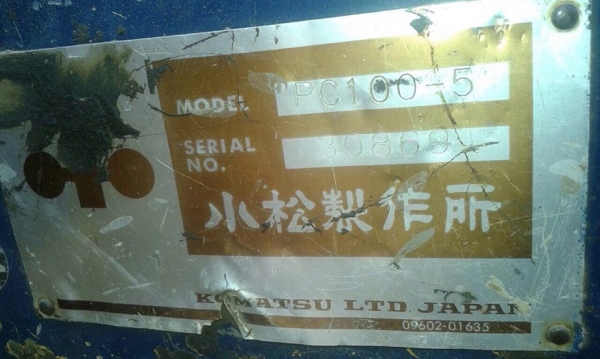 MODEL PC100-5
SERIAL NO. 30869
小松製作所
KOMATSU LTD. JAPAN
09602-01635